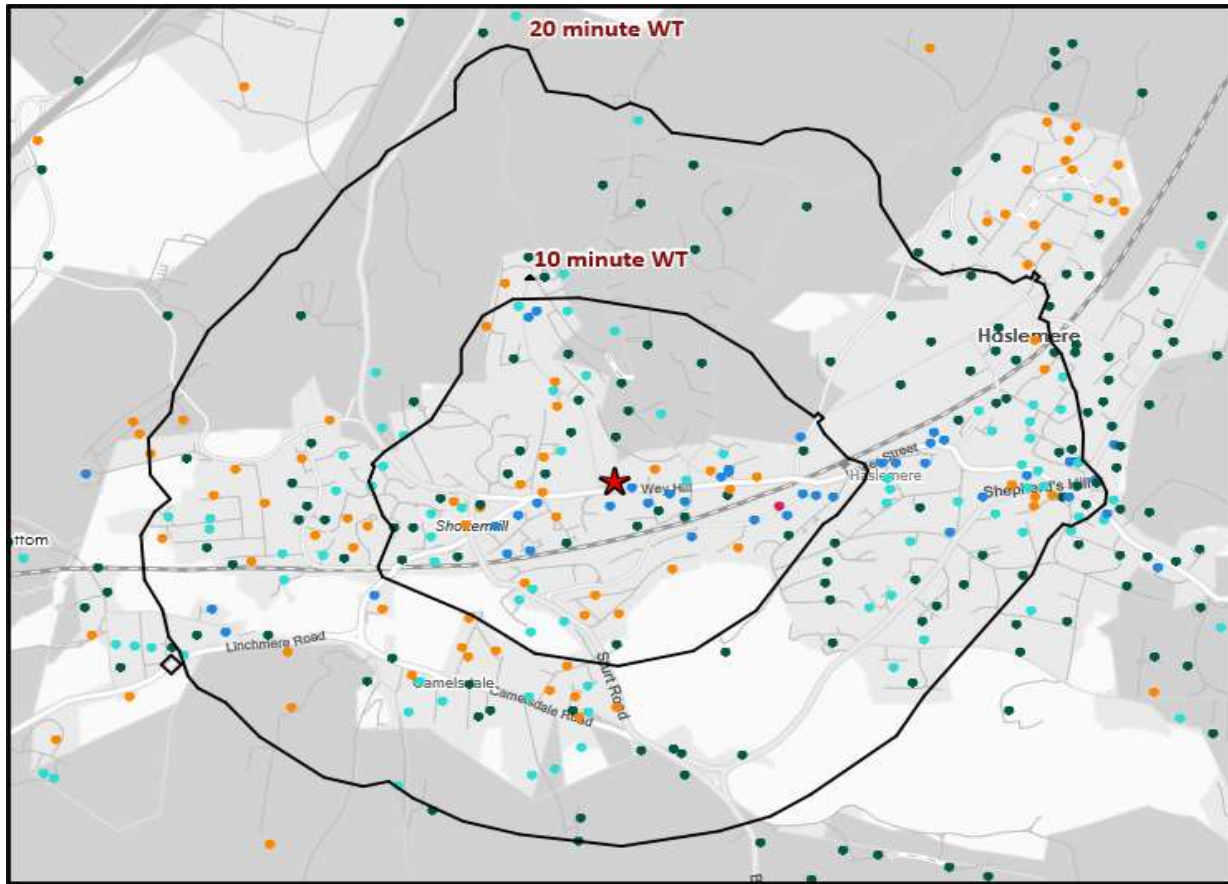 20 minute WT
10 minute WT
Haslemere
Wey Hill
Street
Haslemere
Shepherd's Hill
Shottermill
ttom
Linchmere Road
Camelsdale
Camelsdale Road
Sturt Road